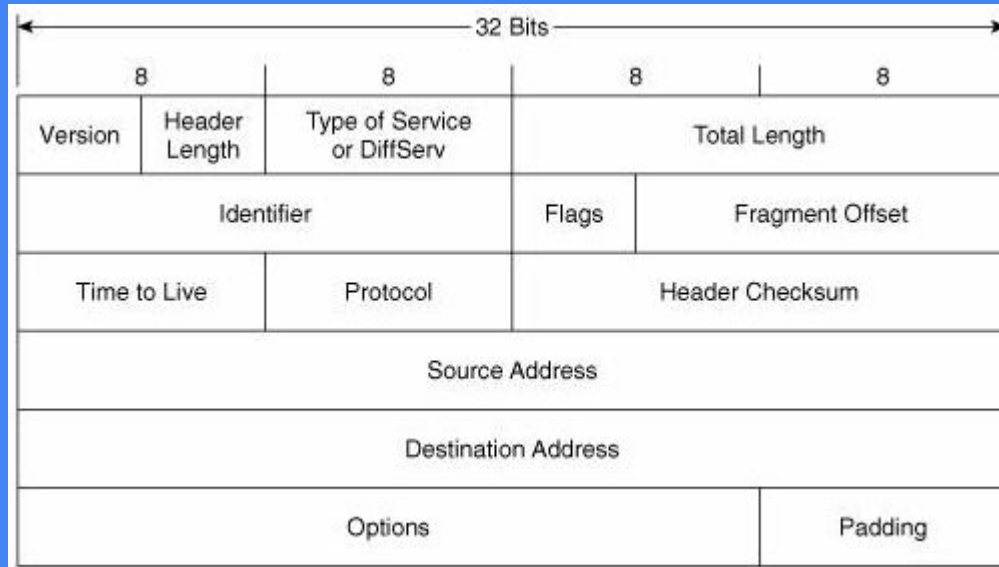 32 Bits
8 8 8 8
Version Header Length Type of Service or DiffServ Total Length
Identifier Flags Fragment Offset
Time to Live Protocol Header Checksum
Source Address
Destination Address
Options Padding